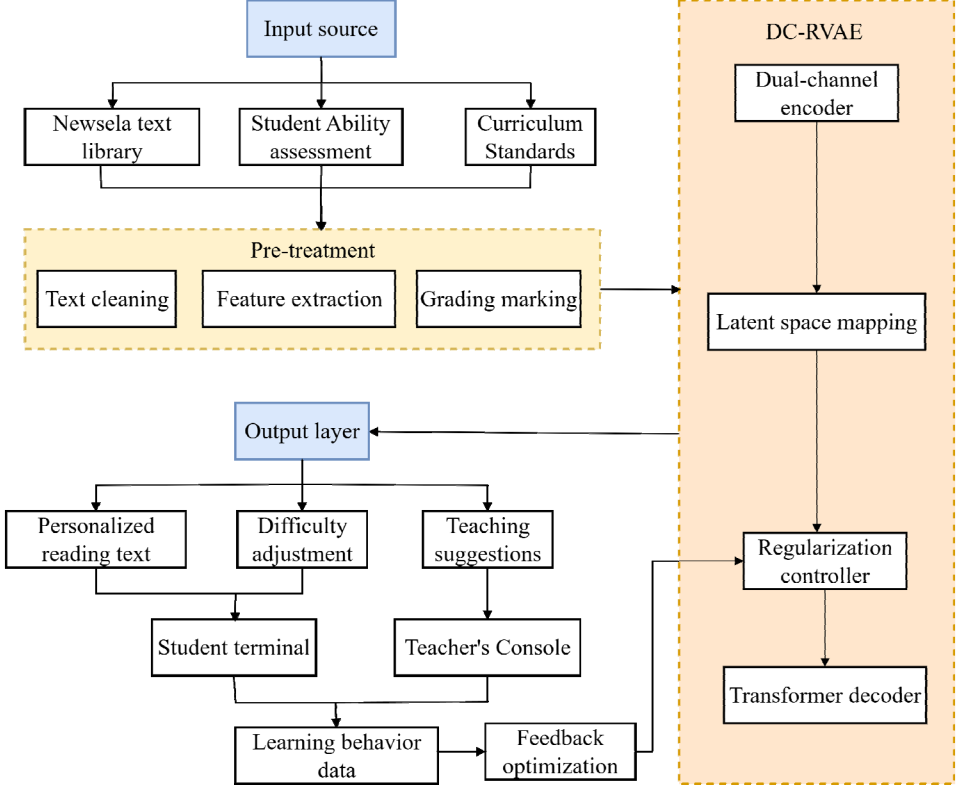 Input source
Newsela text
library
Student Ability
assessment
Curriculum
Standards
Pre-treatment
Text cleaning
Feature extraction
Grading marking
DC-RVAE
Dual-channel
encoder
Latent space mapping
Regularization
controller
Transformer decoder
Output layer
Personalized
reading text
Difficulty
adjustment
Teaching
suggestions
Student terminal
Teacher's Console
Learning behavior
data
Feedback
optimization